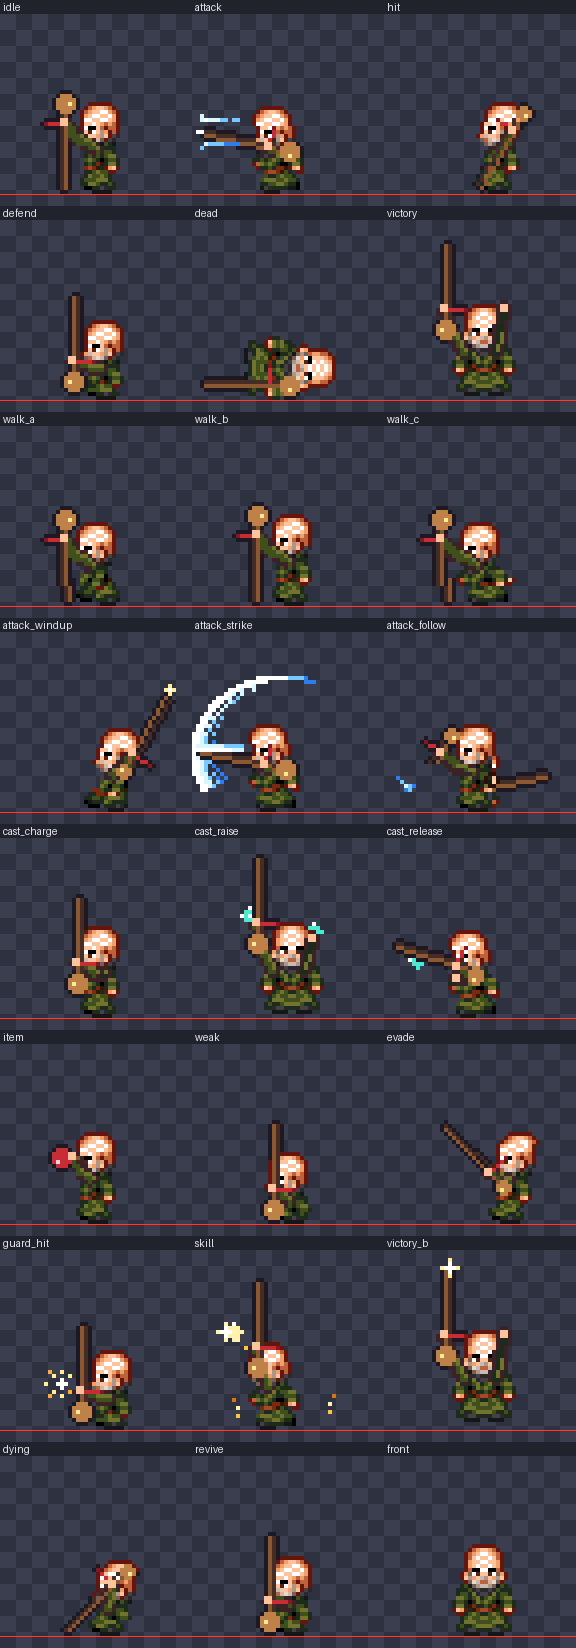 idle attack hit
defend dead victory
walk_a walk_b walk_c
attack_windup attack_strike attack_follow
cast_charge cast_raise cast_release
item weak evade
guard_hit skill victory_b
dying revive front